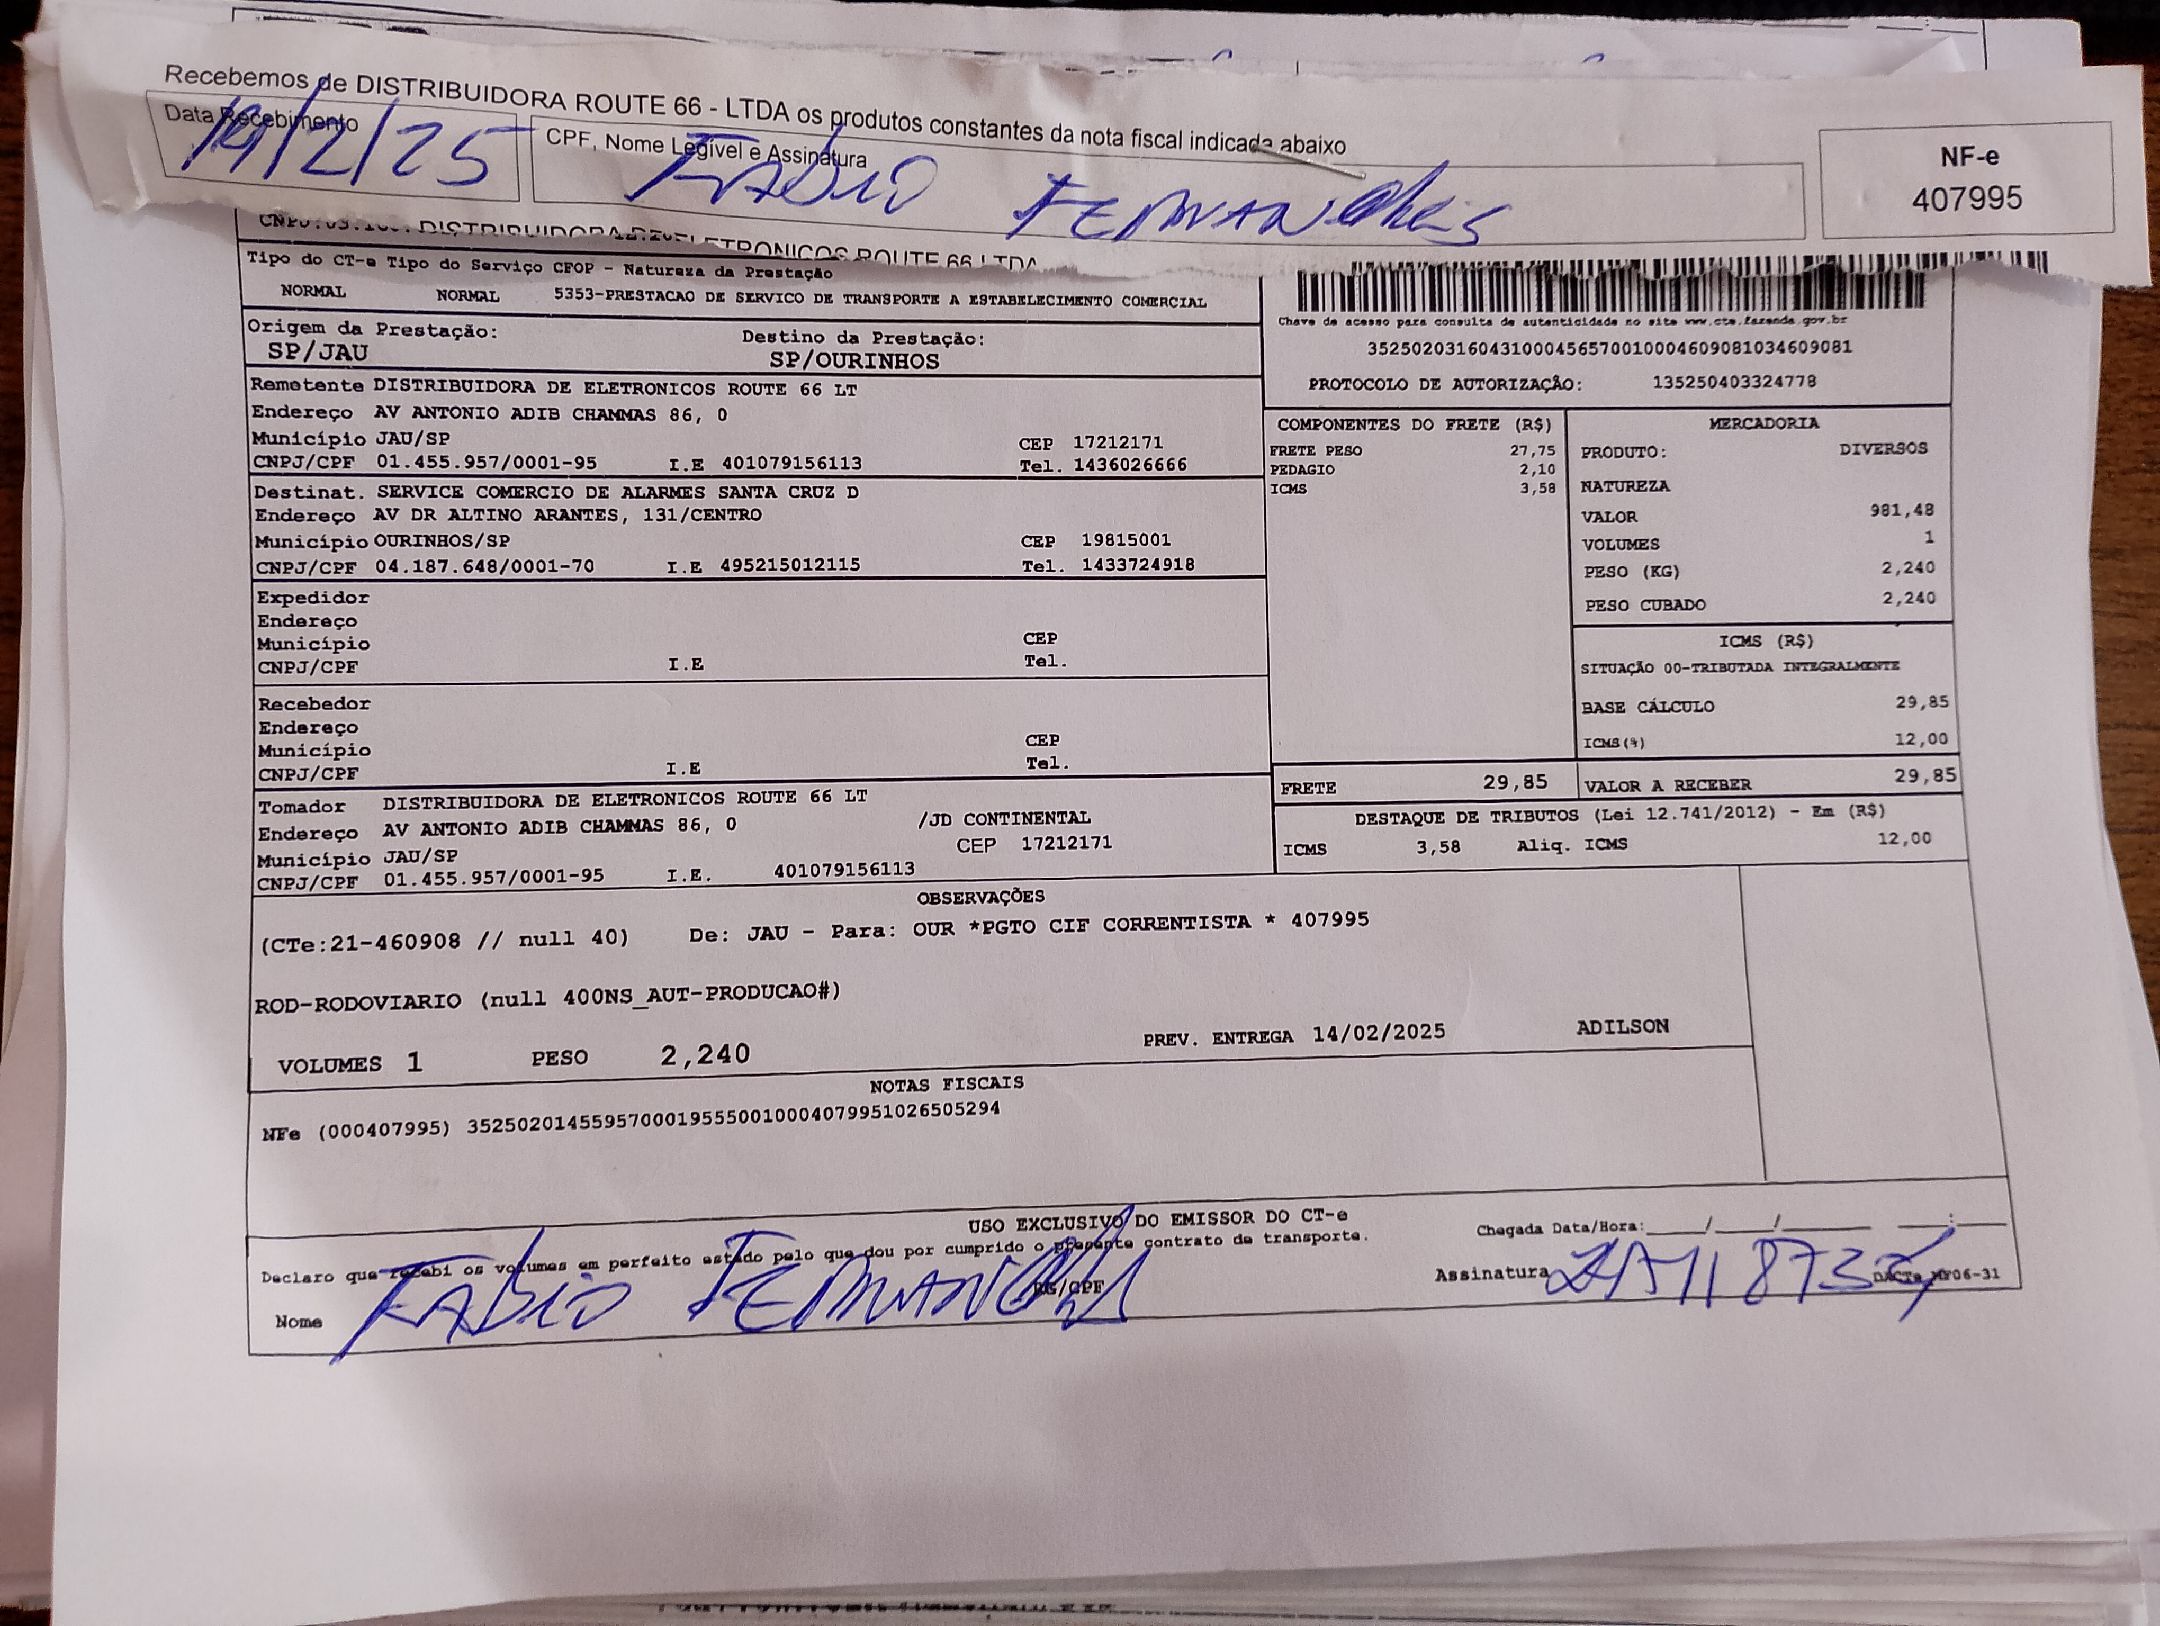 Recebemos de DISTRIBUIDORA ROUTE 66 - LTDA os produtos constantes da nota fiscal indicada abaixo
Data Recebimento
CPF, Nome Legível e Assinatura
FABIO FERNANDES
NF-e
407995
DISTRIBUIDORA
ELETRONICOS ROUTE 66 LTDA
Tipo do CT-e Tipo do Serviço CFOP - Natureza da Prestação
NORMAL NORMAL 5353-PRESTACAO DE SERVICO DE TRANSPORTE A ESTABELECIMENTO COMERCIAL
Chave de acesso para consulta de autenticidade no site www.cte.fazenda.gov.br
35250203160431000456570010004609081034609081
PROTOCOLO DE AUTORIZAÇÃO: 135250403324778
Origem da Prestação: Destino da Prestação:
SP/JAU SP/OURINHOS
Remetente DISTRIBUIDORA DE ELETRONICOS ROUTE 66 LT
Endereço AV ANTONIO ADIB CHAMMAS 86, 0
Município JAU/SP CEP 17212171
CNPJ/CPF 01.455.957/0001-95 I.E 401079156113 Tel. 1436026666
Destinat. SERVICE COMERCIO DE ALARMES SANTA CRUZ D
Endereço AV DR ALTINO ARANTES, 131/CENTRO
Município OURINHOS/SP CEP 19815001
CNPJ/CPF 04.187.648/0001-70 I.E 495215012115 Tel. 1433724918
Expedidor
Endereço
Município CEP
CNPJ/CPF I.E Tel.
Recebedor
Endereço
Município CEP
CNPJ/CPF I.E Tel.
Tomador DISTRIBUIDORA DE ELETRONICOS ROUTE 66 LT
Endereço AV ANTONIO ADIB CHAMMAS 86, 0 /JD CONTINENTAL
Município JAU/SP CEP 17212171
CNPJ/CPF 01.455.957/0001-95 I.E. 401079156113
COMPONENTES DO FRETE (R$)
FRETE PESO 27,75
PEDAGIO 2,10
ICMS 3,58
MERCADORIA
PRODUTO: DIVERSOS
NATUREZA
VALOR 981,48
VOLUMES 1
PESO (KG) 2,240
PESO CUBADO 2,240
ICMS (R$)
SITUAÇÃO 00-TRIBUTADA INTEGRALMENTE
BASE CÁLCULO 29,85
ICMS(%) 12,00
FRETE 29,85 VALOR A RECEBER 29,85
DESTAQUE DE TRIBUTOS (Lei 12.741/2012) - Em (R$)
ICMS 3,58 Aliq. ICMS 12,00
OBSERVAÇÕES
(CTe:21-460908 // null 40) De: JAU - Para: OUR *PGTO CIF CORRENTISTA * 407995
ROD-RODOVIARIO (null 400NS_AUT-PRODUCAO#)
VOLUMES 1 PESO 2,240 PREV. ENTREGA 14/02/2025 ADILSON
NOTAS FISCAIS
NFe (000407995) 35250201455957000195550010004079951026505294
USO EXCLUSIVO DO EMISSOR DO CT-e
Declaro que recebi os volumes em perfeito estado pelo que dou por cumprido o presente contrato de transporte.
Chegada Data/Hora:____/____/____ ____:____
Nome FABIO FERNANDES RG/CPF
Assinatura